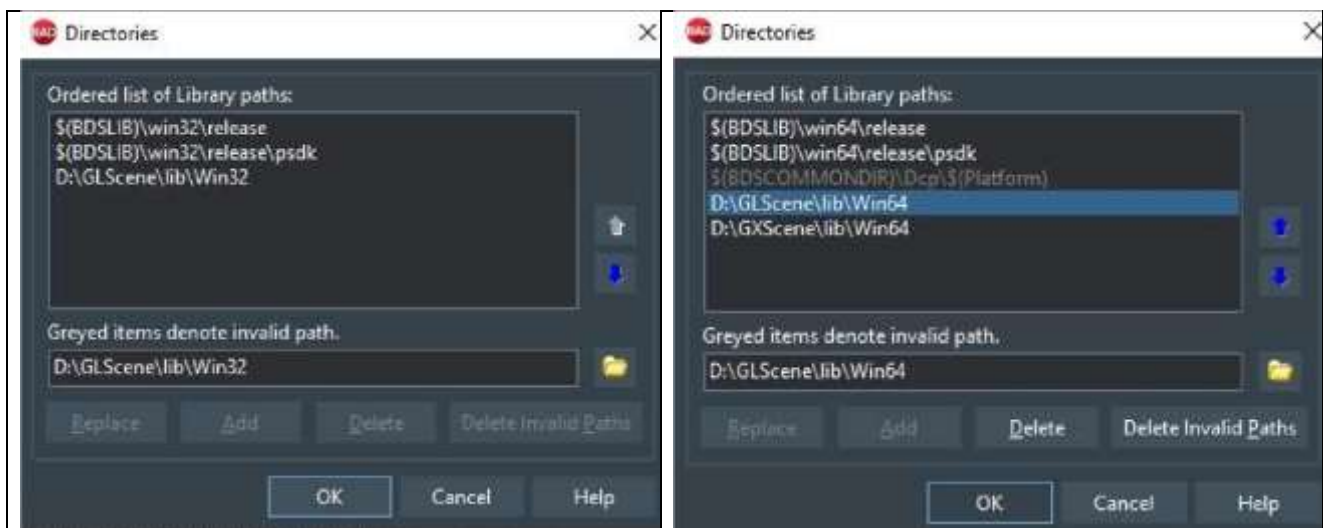 Directories
Ordered list of Library paths:
$(BDSLIB)\win32\release
$(BDSLIB)\win32\release\psdk
D:\GLScene\lib\Win32
Greyed items denote invalid path.
D:\GLScene\lib\Win32
Replace Add Delete Delete Invalid Paths
OK Cancel Help
Directories
Ordered list of Library paths:
$(BDSLIB)\win64\release
$(BDSLIB)\win64\release\psdk
$(BDSCOMMONDIR)\Dcp\$(Platform)
D:\GLScene\lib\Win64
D:\GXScene\lib\Win64
Greyed items denote invalid path.
D:\GLScene\lib\Win64
Replace Add Delete Delete Invalid Paths
OK Cancel Help